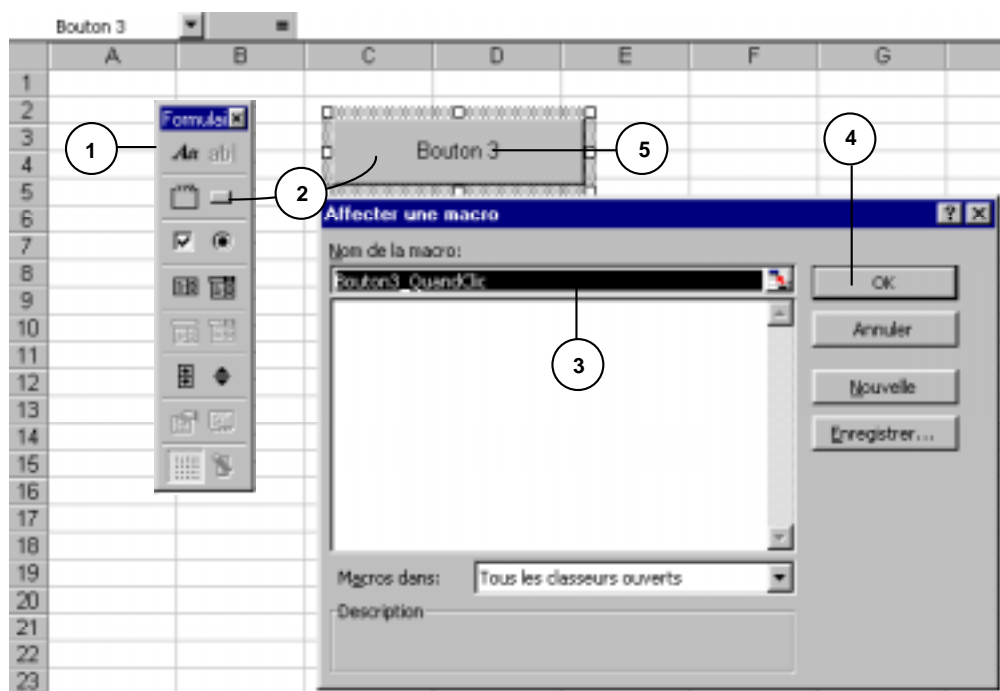 Bouton 3 =
A B C D E F G
1
2
3
4
5
6
7
8
9
10
11
12
13
14
15
16
17
18
19
20
21
22
23
Formulai
Aa ab|
1
2
Bouton 3
5
4
Affecter une macro
Nom de la macro:
Bouton3_QuandClic
3
OK
Annuler
Nouvelle
Enregistrer...
Macros dans: Tous les classeurs ouverts
Description